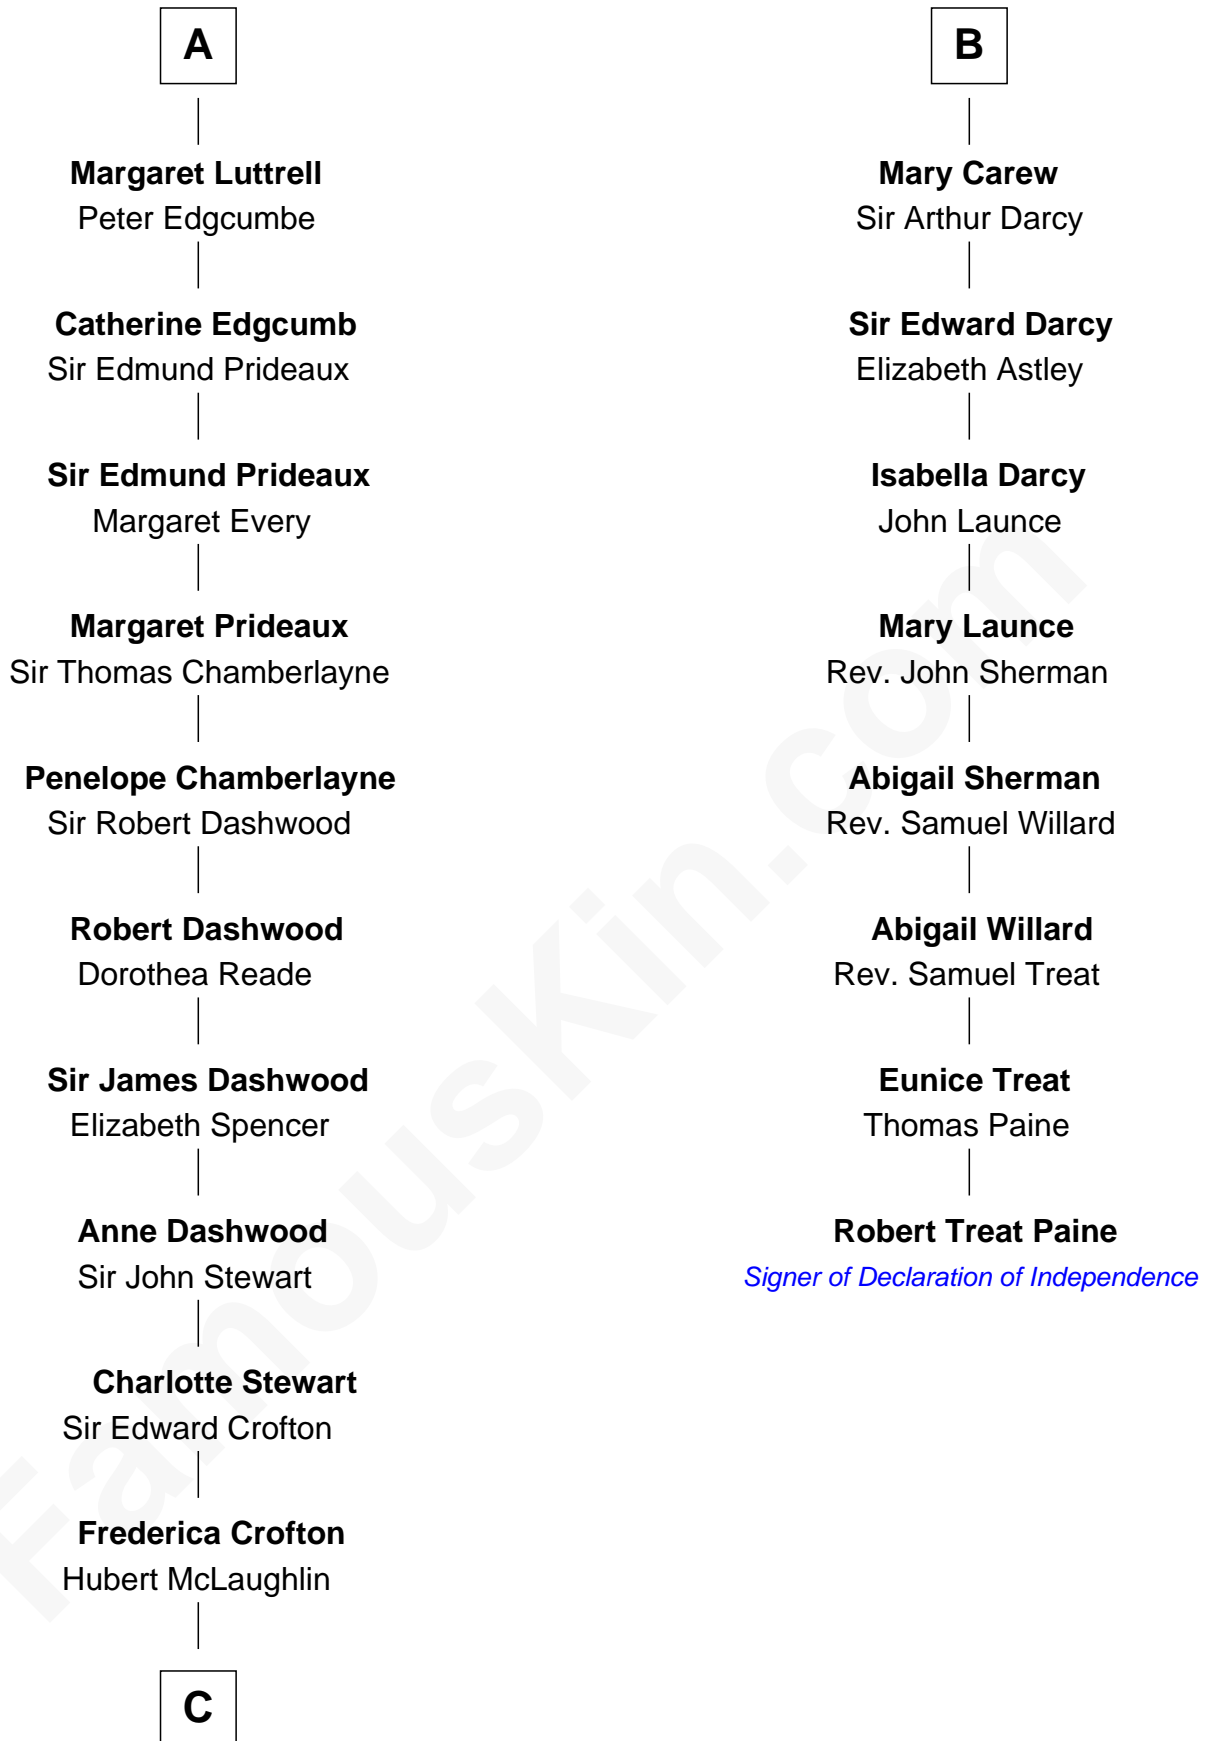 A
Margaret Luttrell
Peter Edgcumbe
Catherine Edgcumb
Sir Edmund Prideaux
Sir Edmund Prideaux
Margaret Every
Margaret Prideaux
Sir Thomas Chamberlayne
Penelope Chamberlayne
Sir Robert Dashwood
Robert Dashwood
Dorothea Reade
Sir James Dashwood
Elizabeth Spencer
Anne Dashwood
Sir John Stewart
Charlotte Stewart
Sir Edward Crofton
Frederica Crofton
Hubert McLaughlin
C
B
Mary Carew
Sir Arthur Darcy
Sir Edward Darcy
Elizabeth Astley
Isabella Darcy
John Launce
Mary Launce
Rev. John Sherman
Abigail Sherman
Rev. Samuel Willard
Abigail Willard
Rev. Samuel Treat
Eunice Treat
Thomas Paine
Robert Treat Paine
Signer of Declaration of Independence
FamousKin.com